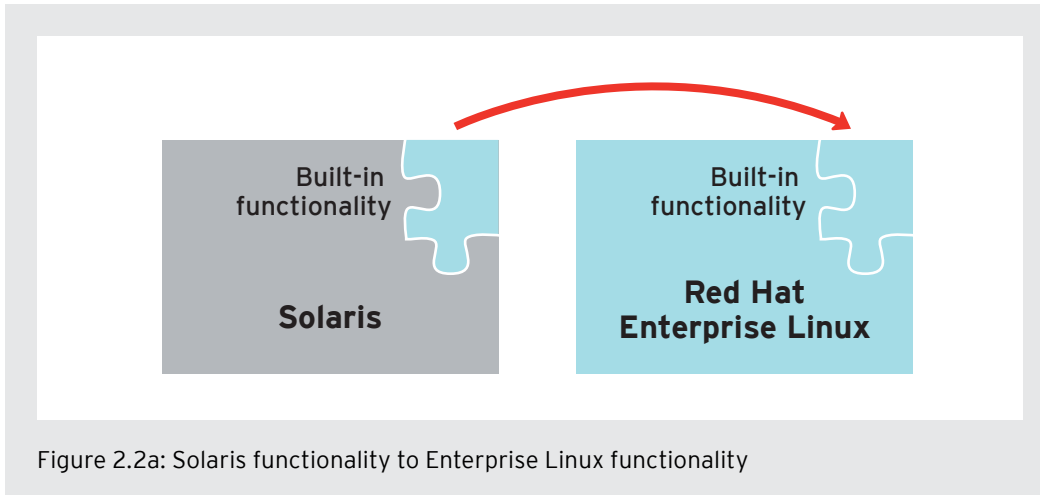 Built-in
functionality
Solaris
Built-in
functionality
Red Hat
Enterprise Linux
Figure 2.2a: Solaris functionality to Enterprise Linux functionality